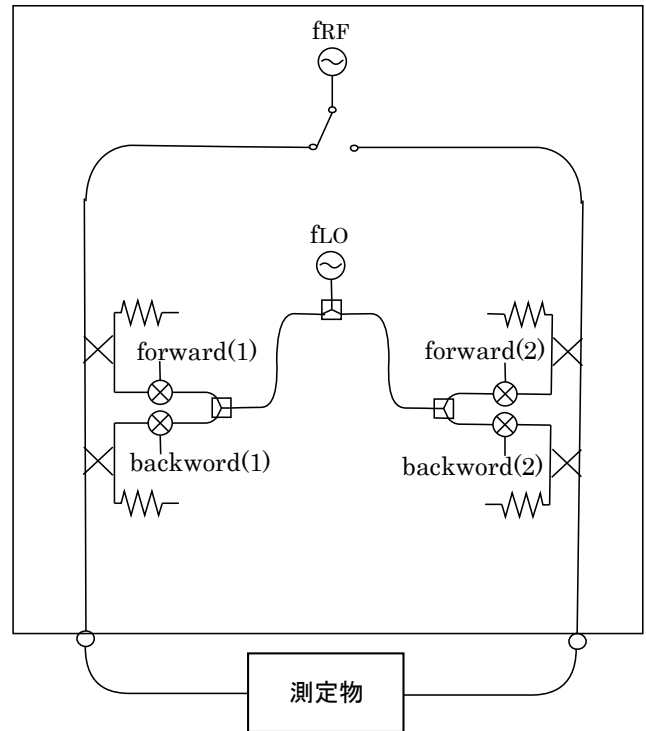 fRF
fLO
forward(1)
forward(2)
backword(1)
backword(2)
測定物